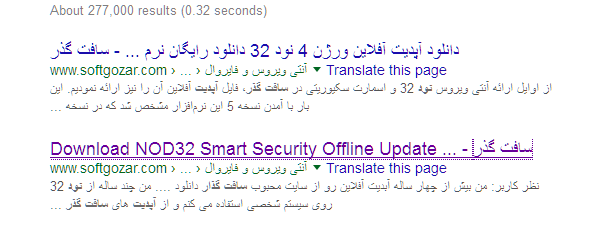 About 277,000 results (0.32 seconds)
دانلود آپدیت آفلاین ورژن 4 نود 32 دانلود رایگان نرم ... - سافت گذر
www.softgozar.com › ... › آنتی ویروس و فایروال ▼ Translate this page
از اوایل ارائه آنتی ویروس نود 32 و اسمارت سکیوریتی در سافت گذر، فایل آپدیت آفلاین آن را نیز ارائه نمودیم. این
بار با آمدن نسخه 5 این نرم‌افزار مشخص شد که در نسخه ...
Download NOD32 Smart Security Offline Update ... - سافت گذر
www.softgozar.com › ... › آنتی ویروس و فایروال ▼ Translate this page
نظر کاربر: من بیش از چهار ساله آبدیت آفلاین رو از سایت محبوب سافت گذار دانلود .... من چند ساله از نود 32
روی سیستم شخصی استفاده می کنم و از آپدیت های سافت گذر ...